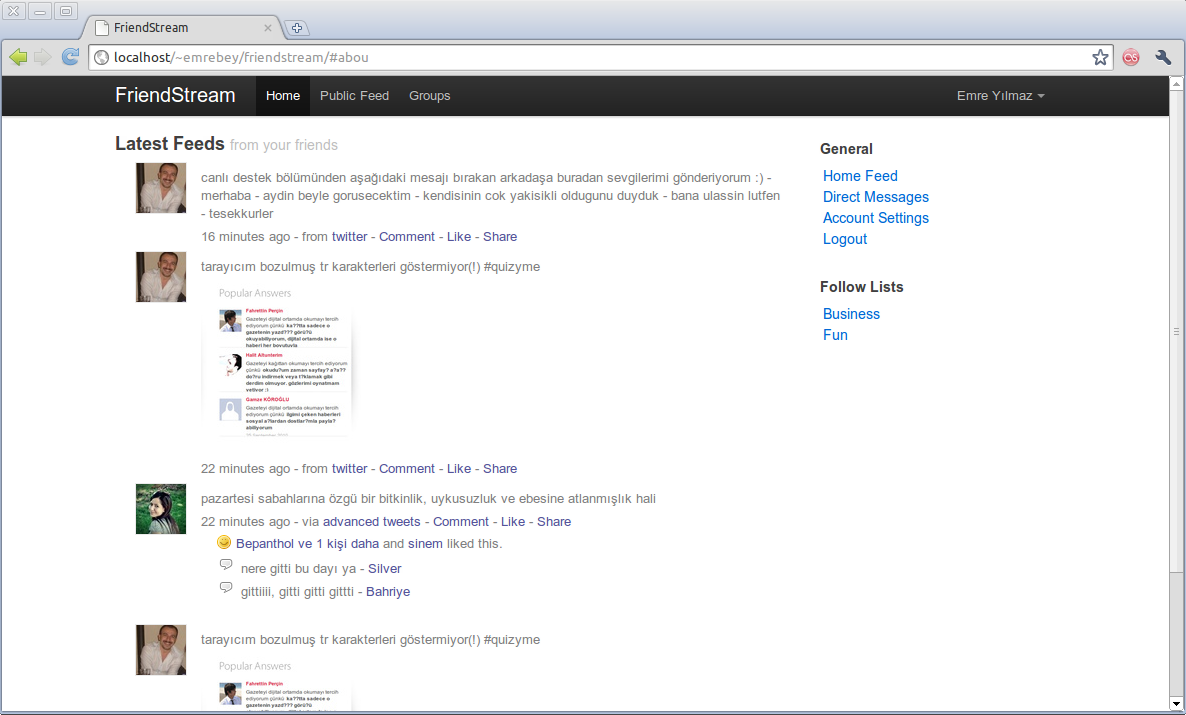 FriendStream
localhost/~emrebey/friendstream/#abou
FriendStream Home Public Feed Groups Emre Yılmaz
Latest Feeds from your friends
canlı destek bölümünden aşağıdaki mesajı bırakan arkadaşa buradan sevgilerimi gönderiyorum :) -
merhaba - aydin beyle gorusecektim - kendisinin cok yakisikli oldugunu duyduk - bana ulassin lutfen
- tesekkurler
16 minutes ago - from twitter - Comment - Like - Share
tarayıcım bozulmuş tr karakterleri göstermiyor(!) #quizyme
Popular Answers
Fahrettin Perçin
Gazeteyi dijital ortamda okumayı tercih
ediyorum çünkü ka??tta sadece o
gazetenin yazd??? görü?ü
okuyabiliyorum, dijital ortamda ise o
haberi her boyutuyla
Halit Altunterim
Gazeteyi kağıttan okumayı tercih ediyorum
çünkü okudu?um zaman sayfay? a?a??
do?ru indirmek veya t?klamak gibi
derdim olmuyor, gözlerimi oynatmam
yetiyor :)
Gamze KÖROĞLU
Gazeteyi dijital ortamda okumayı tercih
ediyorum çünkü ilgimi çeken haberleri
sosyal a?lardan dostlar?mla payla?
abiliyorum
22 minutes ago - from twitter - Comment - Like - Share
pazartesi sabahlarına özgü bir bitkinlik, uykusuzluk ve ebesine atlanmışlık hali
22 minutes ago - via advanced tweets - Comment - Like - Share
Bepanthol ve 1 kişi daha and sinem liked this.
nere gitti bu dayı ya - Silver
gittiiii, gitti gitti gittti - Bahriye
tarayıcım bozulmuş tr karakterleri göstermiyor(!) #quizyme
Popular Answers
Fahrettin Perçin
Gazeteyi dijital ortamda okumayı tercih
ediyorum çünkü ka??tta sadece o
gazetenin yazd??? görü?ü
General
Home Feed
Direct Messages
Account Settings
Logout
Follow Lists
Business
Fun